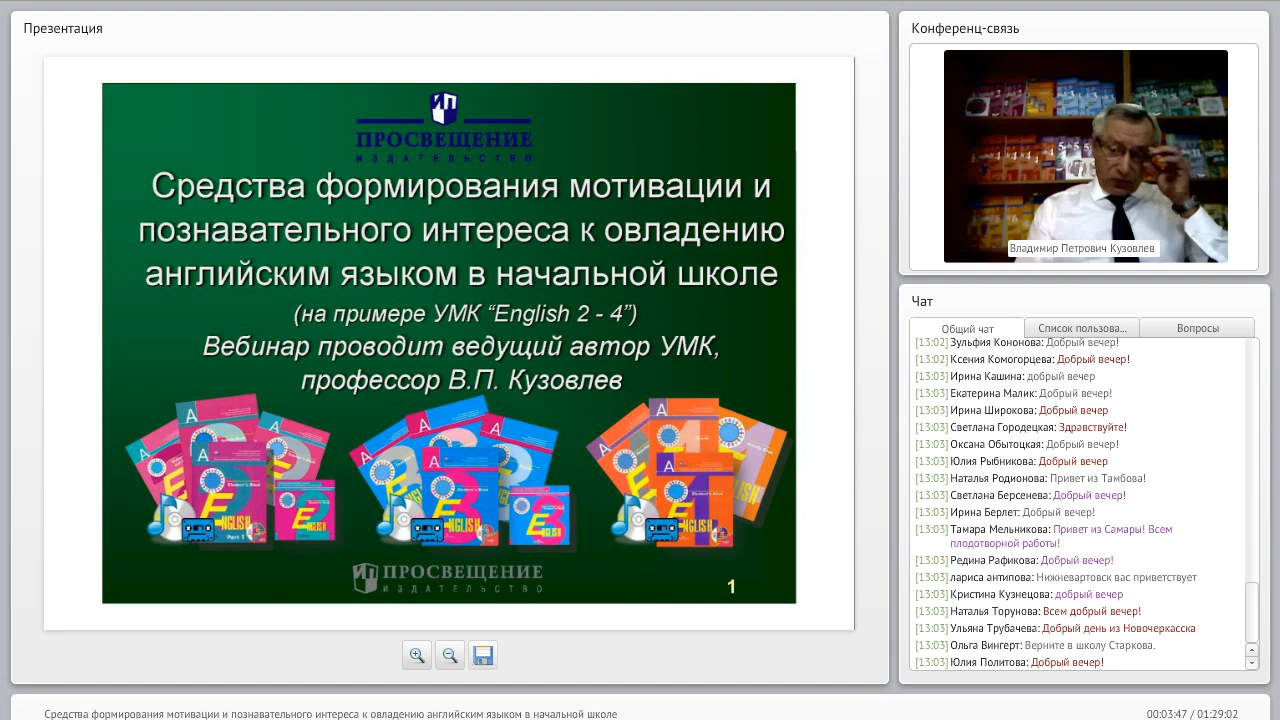 Презентация
ПРОСВЕЩЕНИЕ
ИЗДАТЕЛЬСТВО
Средства формирования мотивации и
познавательного интереса к овладению
английским языком в начальной школе
(на примере УМК “English 2 - 4”)
Вебинар проводит ведущий автор УМК,
профессор В.П. Кузовлев
ENGLISH
Part 1
ENGLISH
Student's Book
ENGLISH
ENGLISH
ENGLISH
ПРОСВЕЩЕНИЕ
ИЗДАТЕЛЬСТВО
1
Конференц-связь
Владимир Петрович Кузовлев
Чат
Общий чат
Список пользова...
Вопросы
[13:02] Зульфия Кононова: Добрый вечер!
[13:02] Ксения Комогорцева: Добрый вечер!
[13:03] Ирина Кашина: добрый вечер
[13:03] Екатерина Малик: Добрый вечер!
[13:03] Ирина Широкова: Добрый вечер
[13:03] Светлана Городецкая: Здравствуйте!
[13:03] Оксана Обытоцкая: Добрый вечер!
[13:03] Юлия Рыбникова: Добрый вечер
[13:03] Наталья Родионова: Привет из Тамбова!
[13:03] Светлана Берсенева: Добрый вечер!
[13:03] Ирина Берлет: Добрый вечер!
[13:03] Тамара Мельникова: Привет из Самары! Всем
плодотворной работы!
[13:03] Редина Рафикова: Добрый вечер!
[13:03] лариса антипова: Нижневартовск вас приветствует
[13:03] Кристина Кузнецова: добрый вечер
[13:03] Наталья Торунова: Всем добрый вечер!
[13:03] Ульяна Трубачева: Добрый день из Новочеркасска
[13:03] Ольга Вингерт: Верните в школу Старкова.
[13:03] Юлия Политова: Добрый вечер!
Средства формирования мотивации и познавательного интереса к овладению английским языком в начальной школе
00:03:47 / 01:29:02